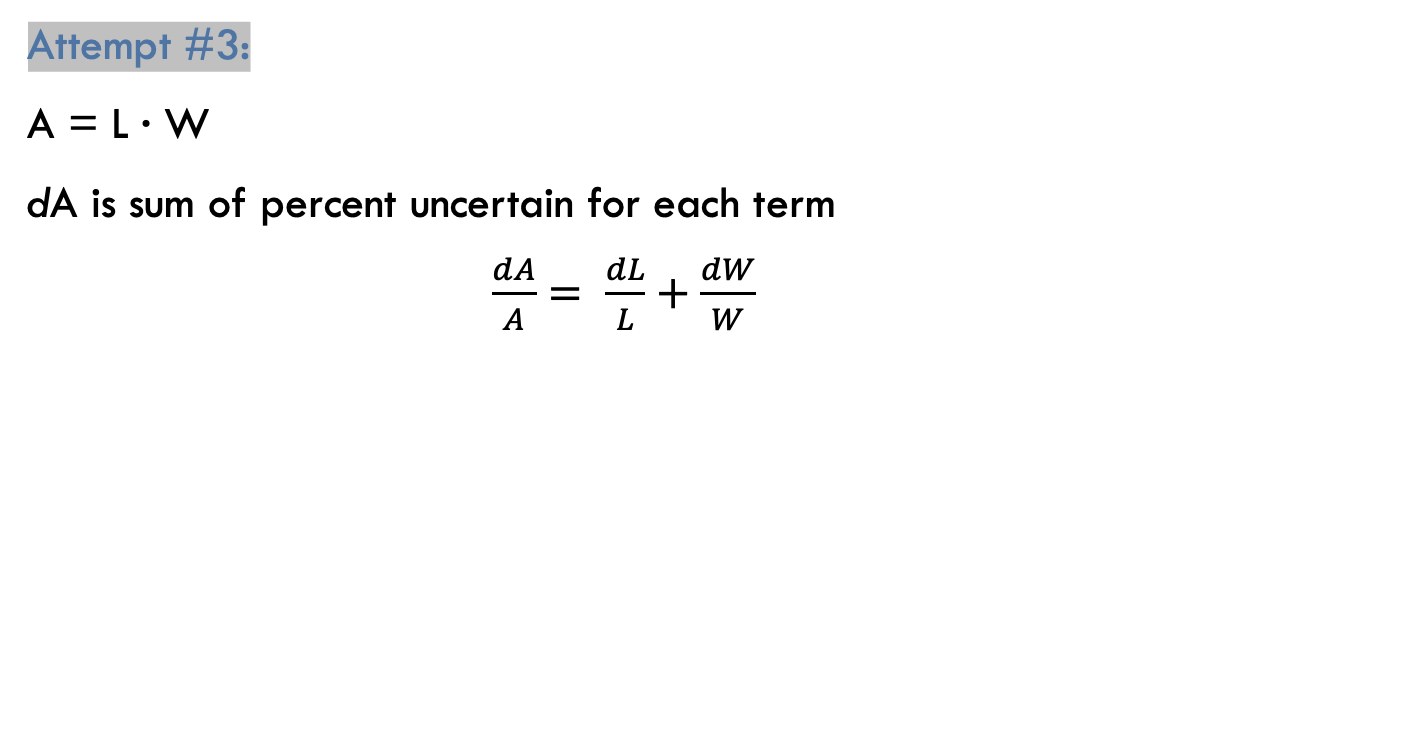 Attempt #3:
A = L · W
dA is sum of percent uncertain for each term
dA/A = dL/L + dW/W